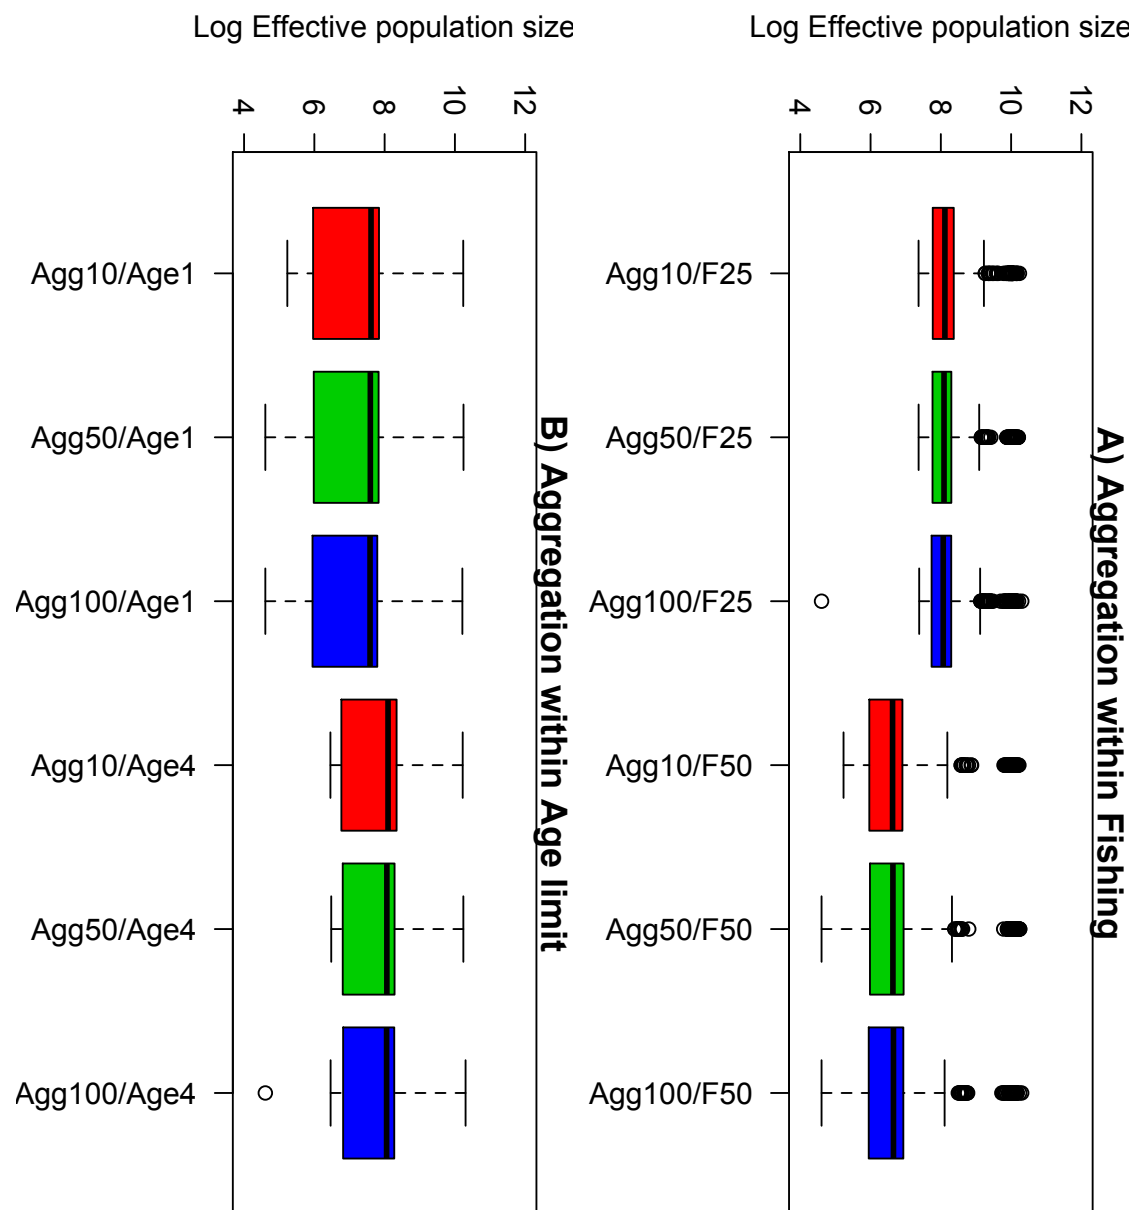 Log Effective population size
4
6
8
10
12
Agg10/Age1
Agg50/Age1
Agg100/Age1
Agg10/Age4
Agg50/Age4
Agg100/Age4
B) Aggregation within Age limit
Log Effective population size
4
6
8
10
12
Agg10/F25
Agg50/F25
Agg100/F25
Agg10/F50
Agg50/F50
Agg100/F50
A) Aggregation within Fishing